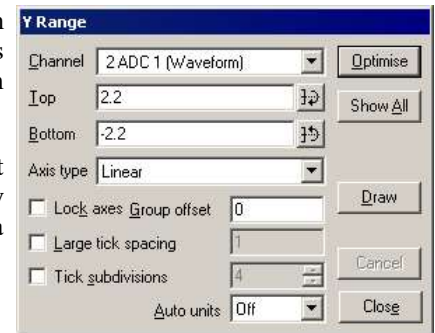 Y Range
Channel 2 ADC 1 (Waveform) Optimise
Top 2.2 Show All
Bottom -2.2
Axis type Linear
Lock axes Group offset 0 Draw
Large tick spacing 1
Tick subdivisions 4 Cancel
Auto units Off Close